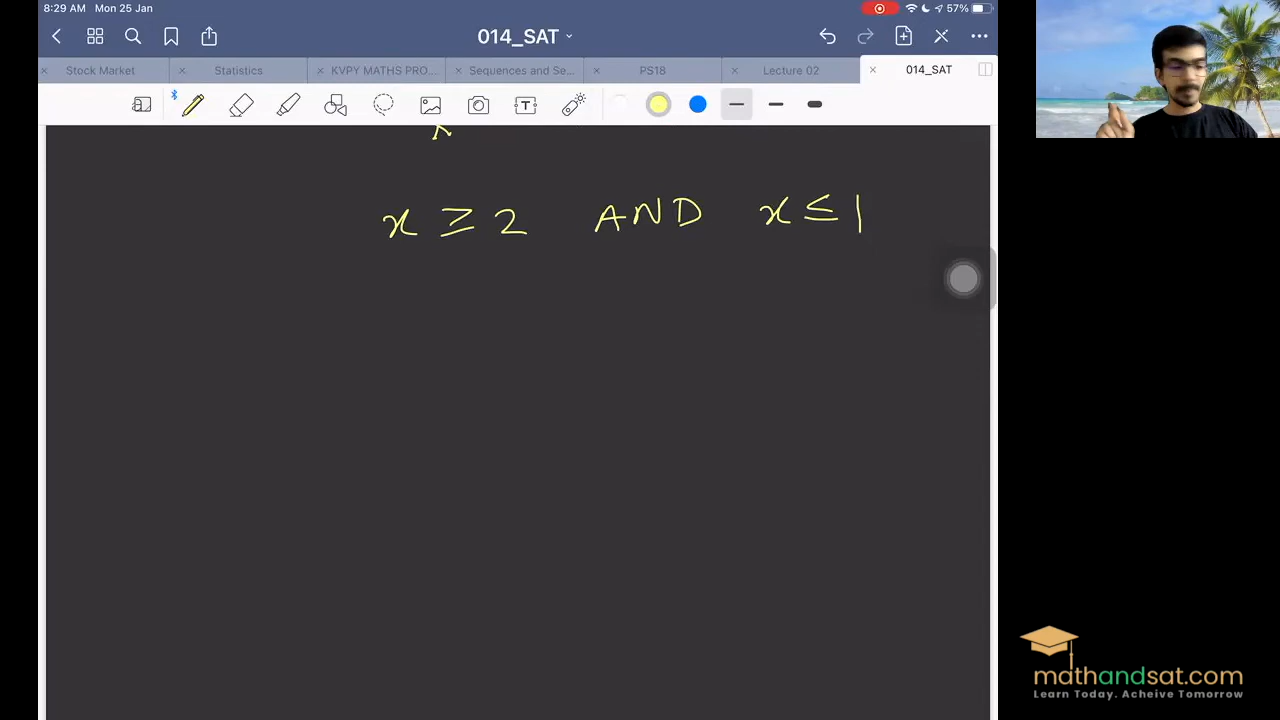 8:29 AM Mon 25 Jan
57%
014_SAT
Stock Market
Statistics
KVPY MATHS PRO...
Sequences and Se...
PS18
Lecture 02
014_SAT
x ≥ 2 AND x ≤ 1
mathandsat.com
Learn Today. Acheive Tomorrow